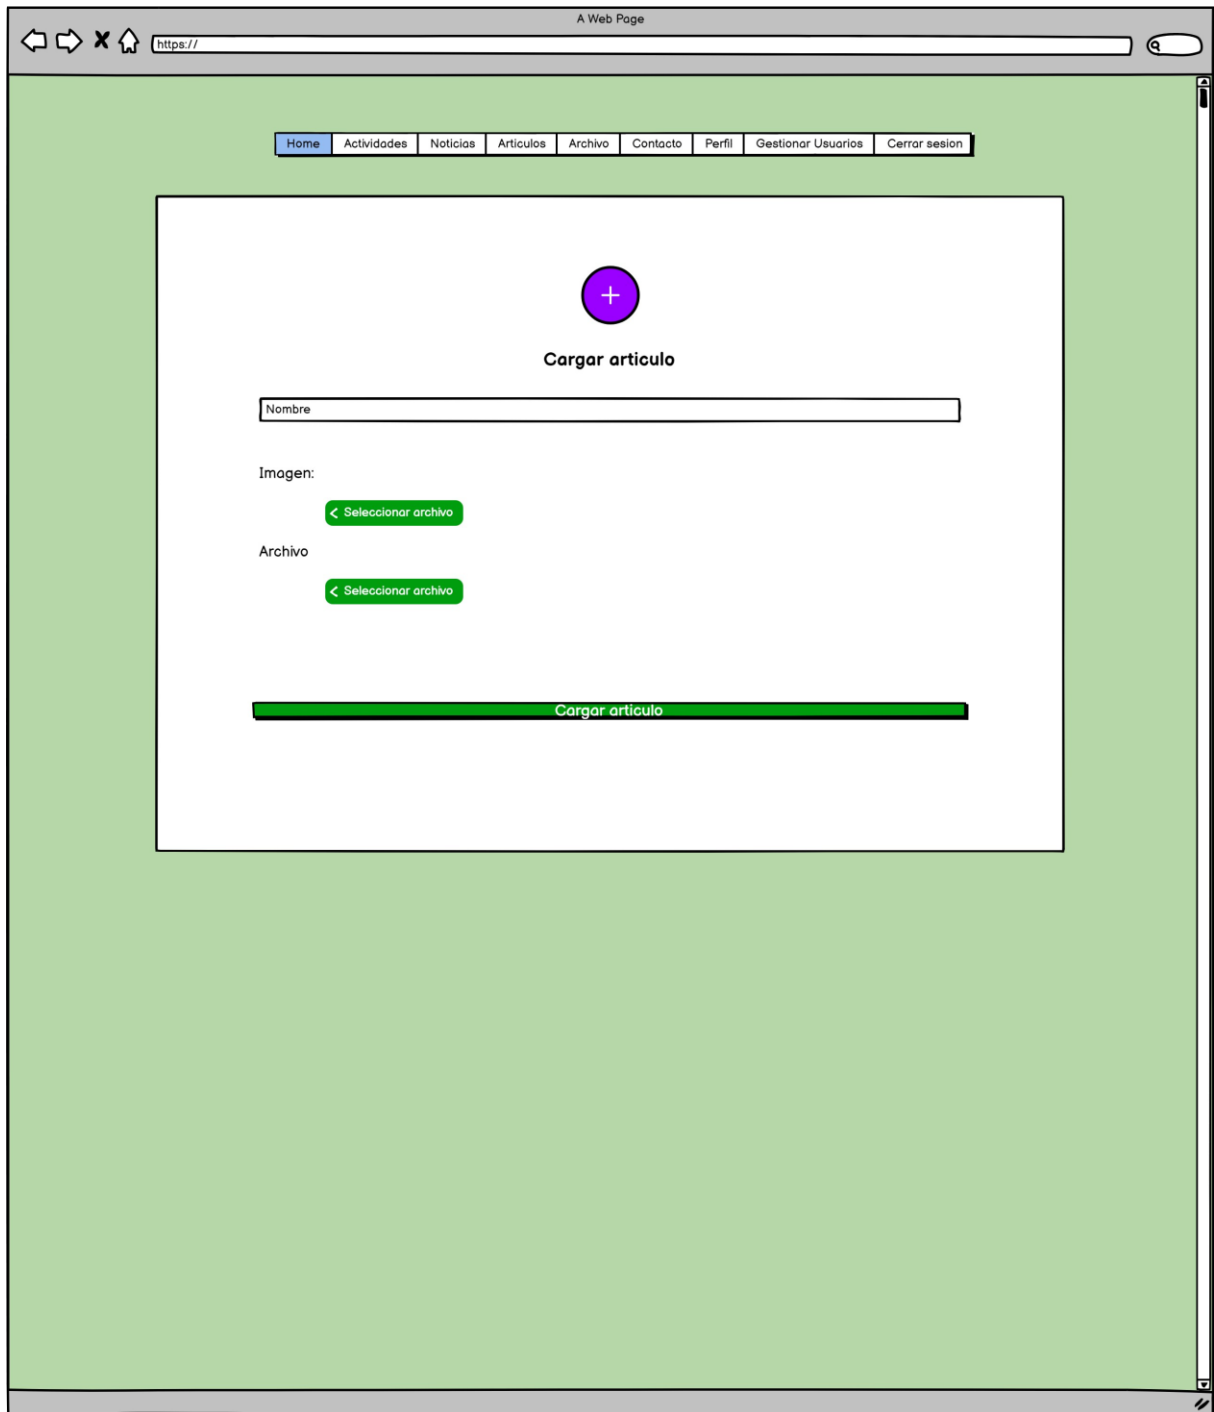 A Web Page
https://
Home Actividades Noticias Articulos Archivo Contacto Perfil Gestionar Usuarios Cerrar sesion
Cargar articulo
Nombre
Imagen:
Seleccionar archivo
Archivo
Seleccionar archivo
Cargar articulo